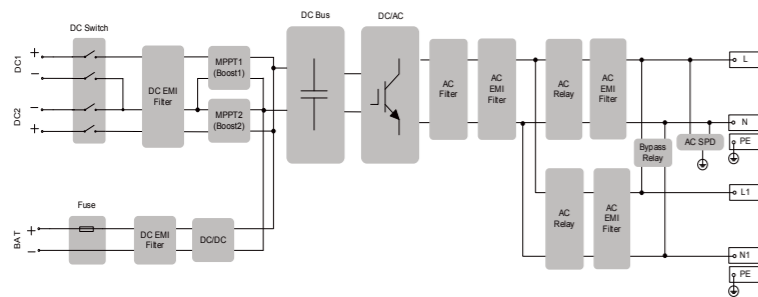 DC Switch
DC Bus
DC/AC
DC1
+
−
DC2
−
+
DC EMI
Filter
MPPT1
(Boost1)
MPPT2
(Boost2)
AC
Filter
AC
EMI
Filter
AC
Relay
AC
EMI
Filter
L
N
PE
Bypass
Relay
AC SPD
L1
AC
Relay
AC
EMI
Filter
N1
PE
Fuse
BAT
+
−
DC EMI
Filter
DC/DC